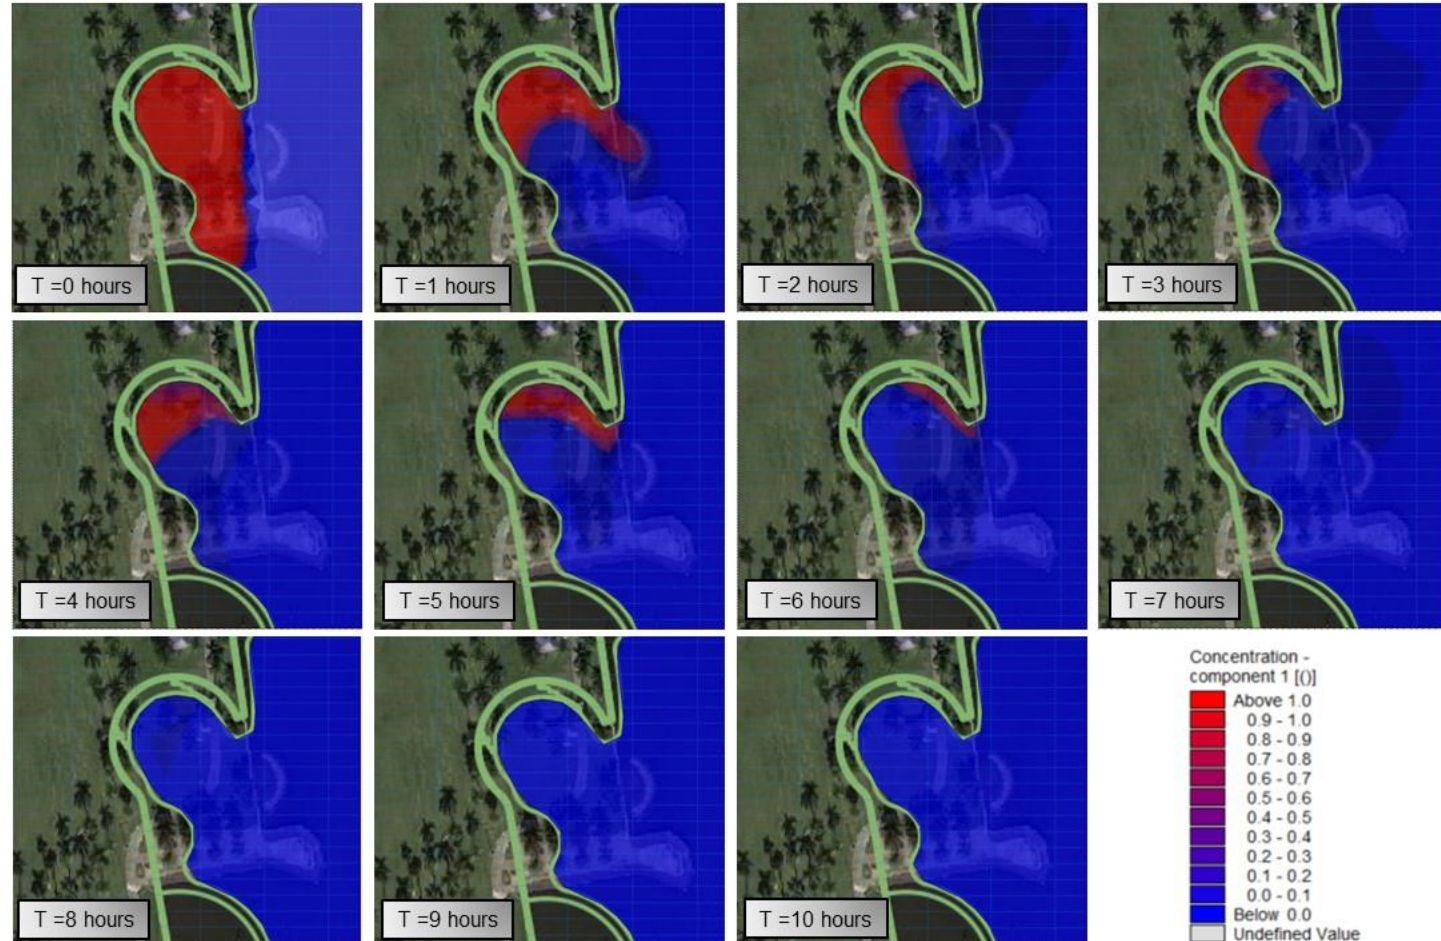 T =0 hours
T =1 hours
T =2 hours
T =3 hours
T =4 hours
T =5 hours
T =6 hours
T =7 hours
T =8 hours
T =9 hours
T =10 hours
Concentration -
component 1 [()]
Above 1.0
0.9 - 1.0
0.8 - 0.9
0.7 - 0.8
0.6 - 0.7
0.5 - 0.6
0.4 - 0.5
0.3 - 0.4
0.2 - 0.3
0.1 - 0.2
0.0 - 0.1
Below 0.0
Undefined Value